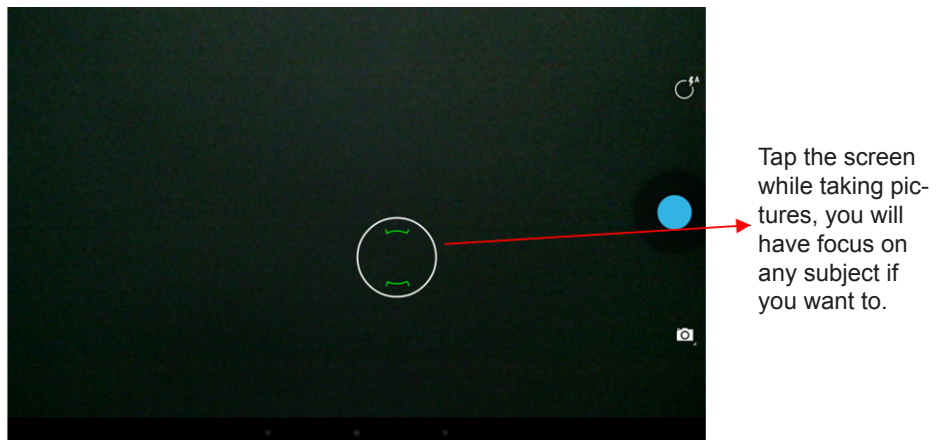 Tap the screen
while taking pic-
tures, you will
have focus on
any subject if
you want to.